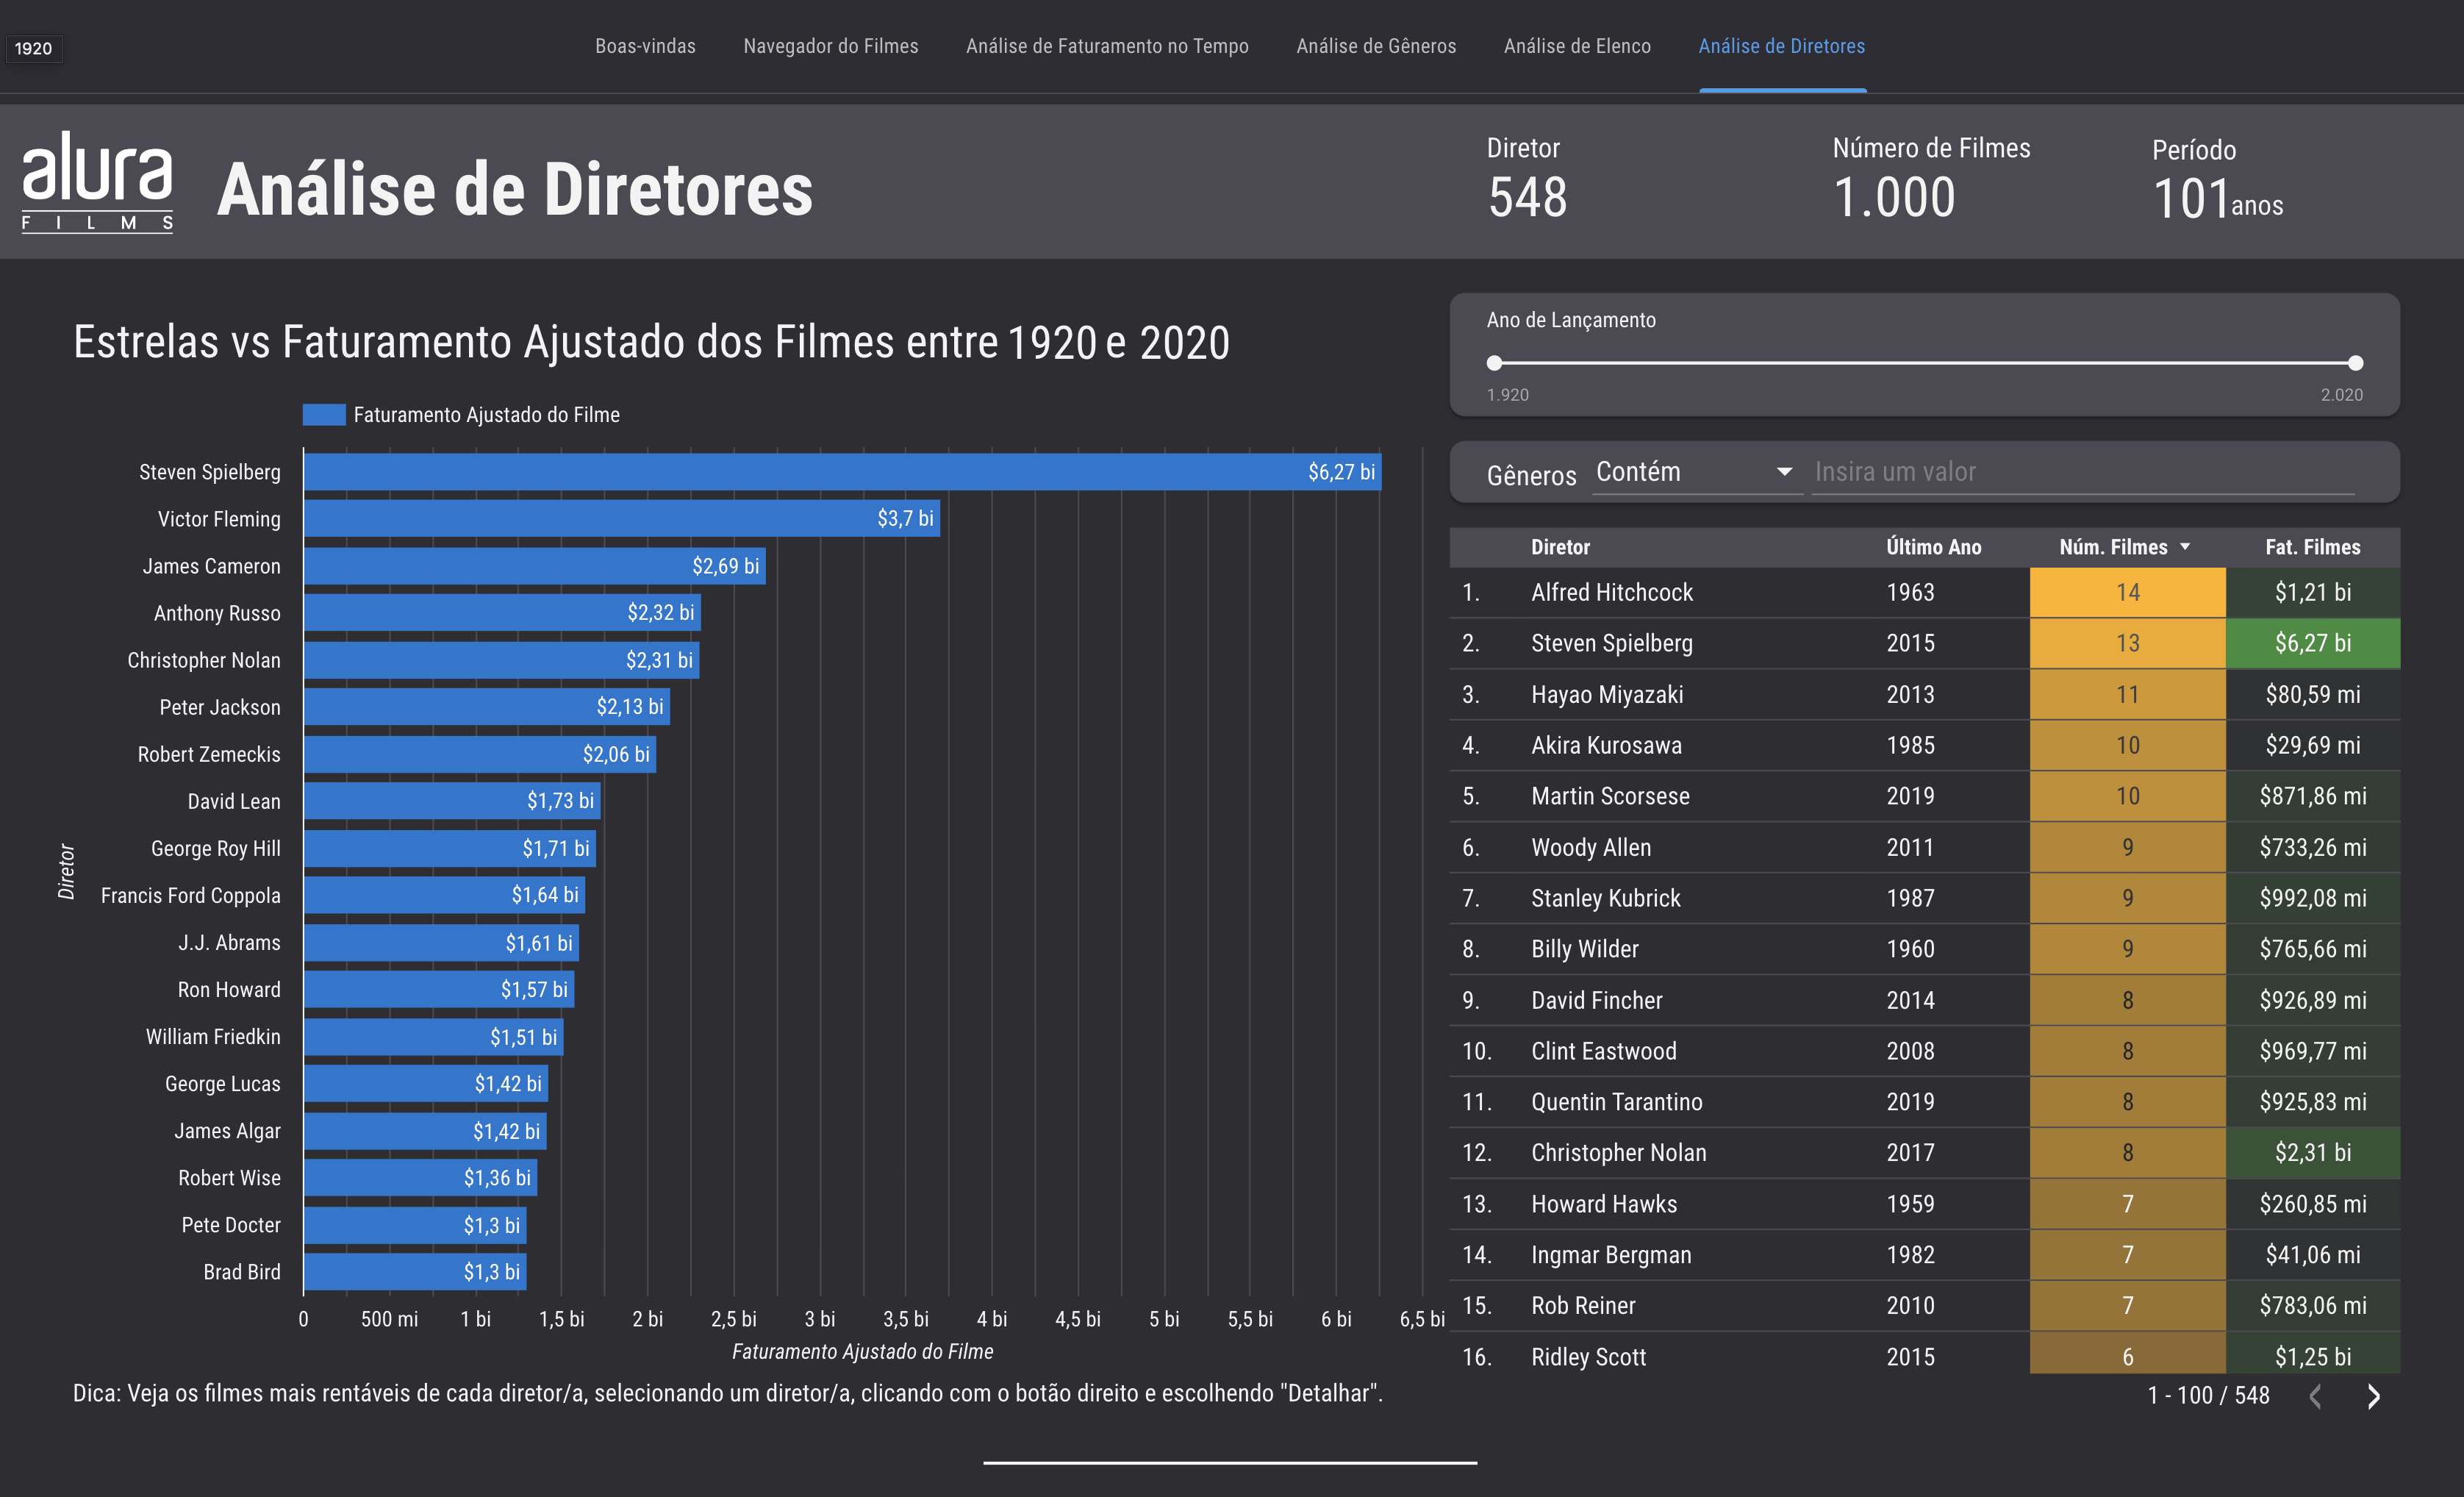 1920
Boas-vindas Navegador do Filmes Análise de Faturamento no Tempo Análise de Gêneros Análise de Elenco Análise de Diretores
alura
FILMS
Análise de Diretores
Diretor
548
Número de Filmes
1.000
Período
101anos
Estrelas vs Faturamento Ajustado dos Filmes entre 1920 e 2020
Faturamento Ajustado do Filme
Diretor
Steven Spielberg $6,27 bi
Victor Fleming $3,7 bi
James Cameron $2,69 bi
Anthony Russo $2,32 bi
Christopher Nolan $2,31 bi
Peter Jackson $2,13 bi
Robert Zemeckis $2,06 bi
David Lean $1,73 bi
George Roy Hill $1,71 bi
Francis Ford Coppola $1,64 bi
J.J. Abrams $1,61 bi
Ron Howard $1,57 bi
William Friedkin $1,51 bi
George Lucas $1,42 bi
James Algar $1,42 bi
Robert Wise $1,36 bi
Pete Docter $1,3 bi
Brad Bird $1,3 bi
0 500 mi 1 bi 1,5 bi 2 bi 2,5 bi 3 bi 3,5 bi 4 bi 4,5 bi 5 bi 5,5 bi 6 bi 6,5 bi
Faturamento Ajustado do Filme
Dica: Veja os filmes mais rentáveis de cada diretor/a, selecionando um diretor/a, clicando com o botão direito e escolhendo "Detalhar".
Ano de Lançamento
1.920 2.020
Gêneros Contém Insira um valor
Diretor Último Ano Núm. Filmes Fat. Filmes
1. Alfred Hitchcock 1963 14 $1,21 bi
2. Steven Spielberg 2015 13 $6,27 bi
3. Hayao Miyazaki 2013 11 $80,59 mi
4. Akira Kurosawa 1985 10 $29,69 mi
5. Martin Scorsese 2019 10 $871,86 mi
6. Woody Allen 2011 9 $733,26 mi
7. Stanley Kubrick 1987 9 $992,08 mi
8. Billy Wilder 1960 9 $765,66 mi
9. David Fincher 2014 8 $926,89 mi
10. Clint Eastwood 2008 8 $969,77 mi
11. Quentin Tarantino 2019 8 $925,83 mi
12. Christopher Nolan 2017 8 $2,31 bi
13. Howard Hawks 1959 7 $260,85 mi
14. Ingmar Bergman 1982 7 $41,06 mi
15. Rob Reiner 2010 7 $783,06 mi
16. Ridley Scott 2015 6 $1,25 bi
1 - 100 / 548